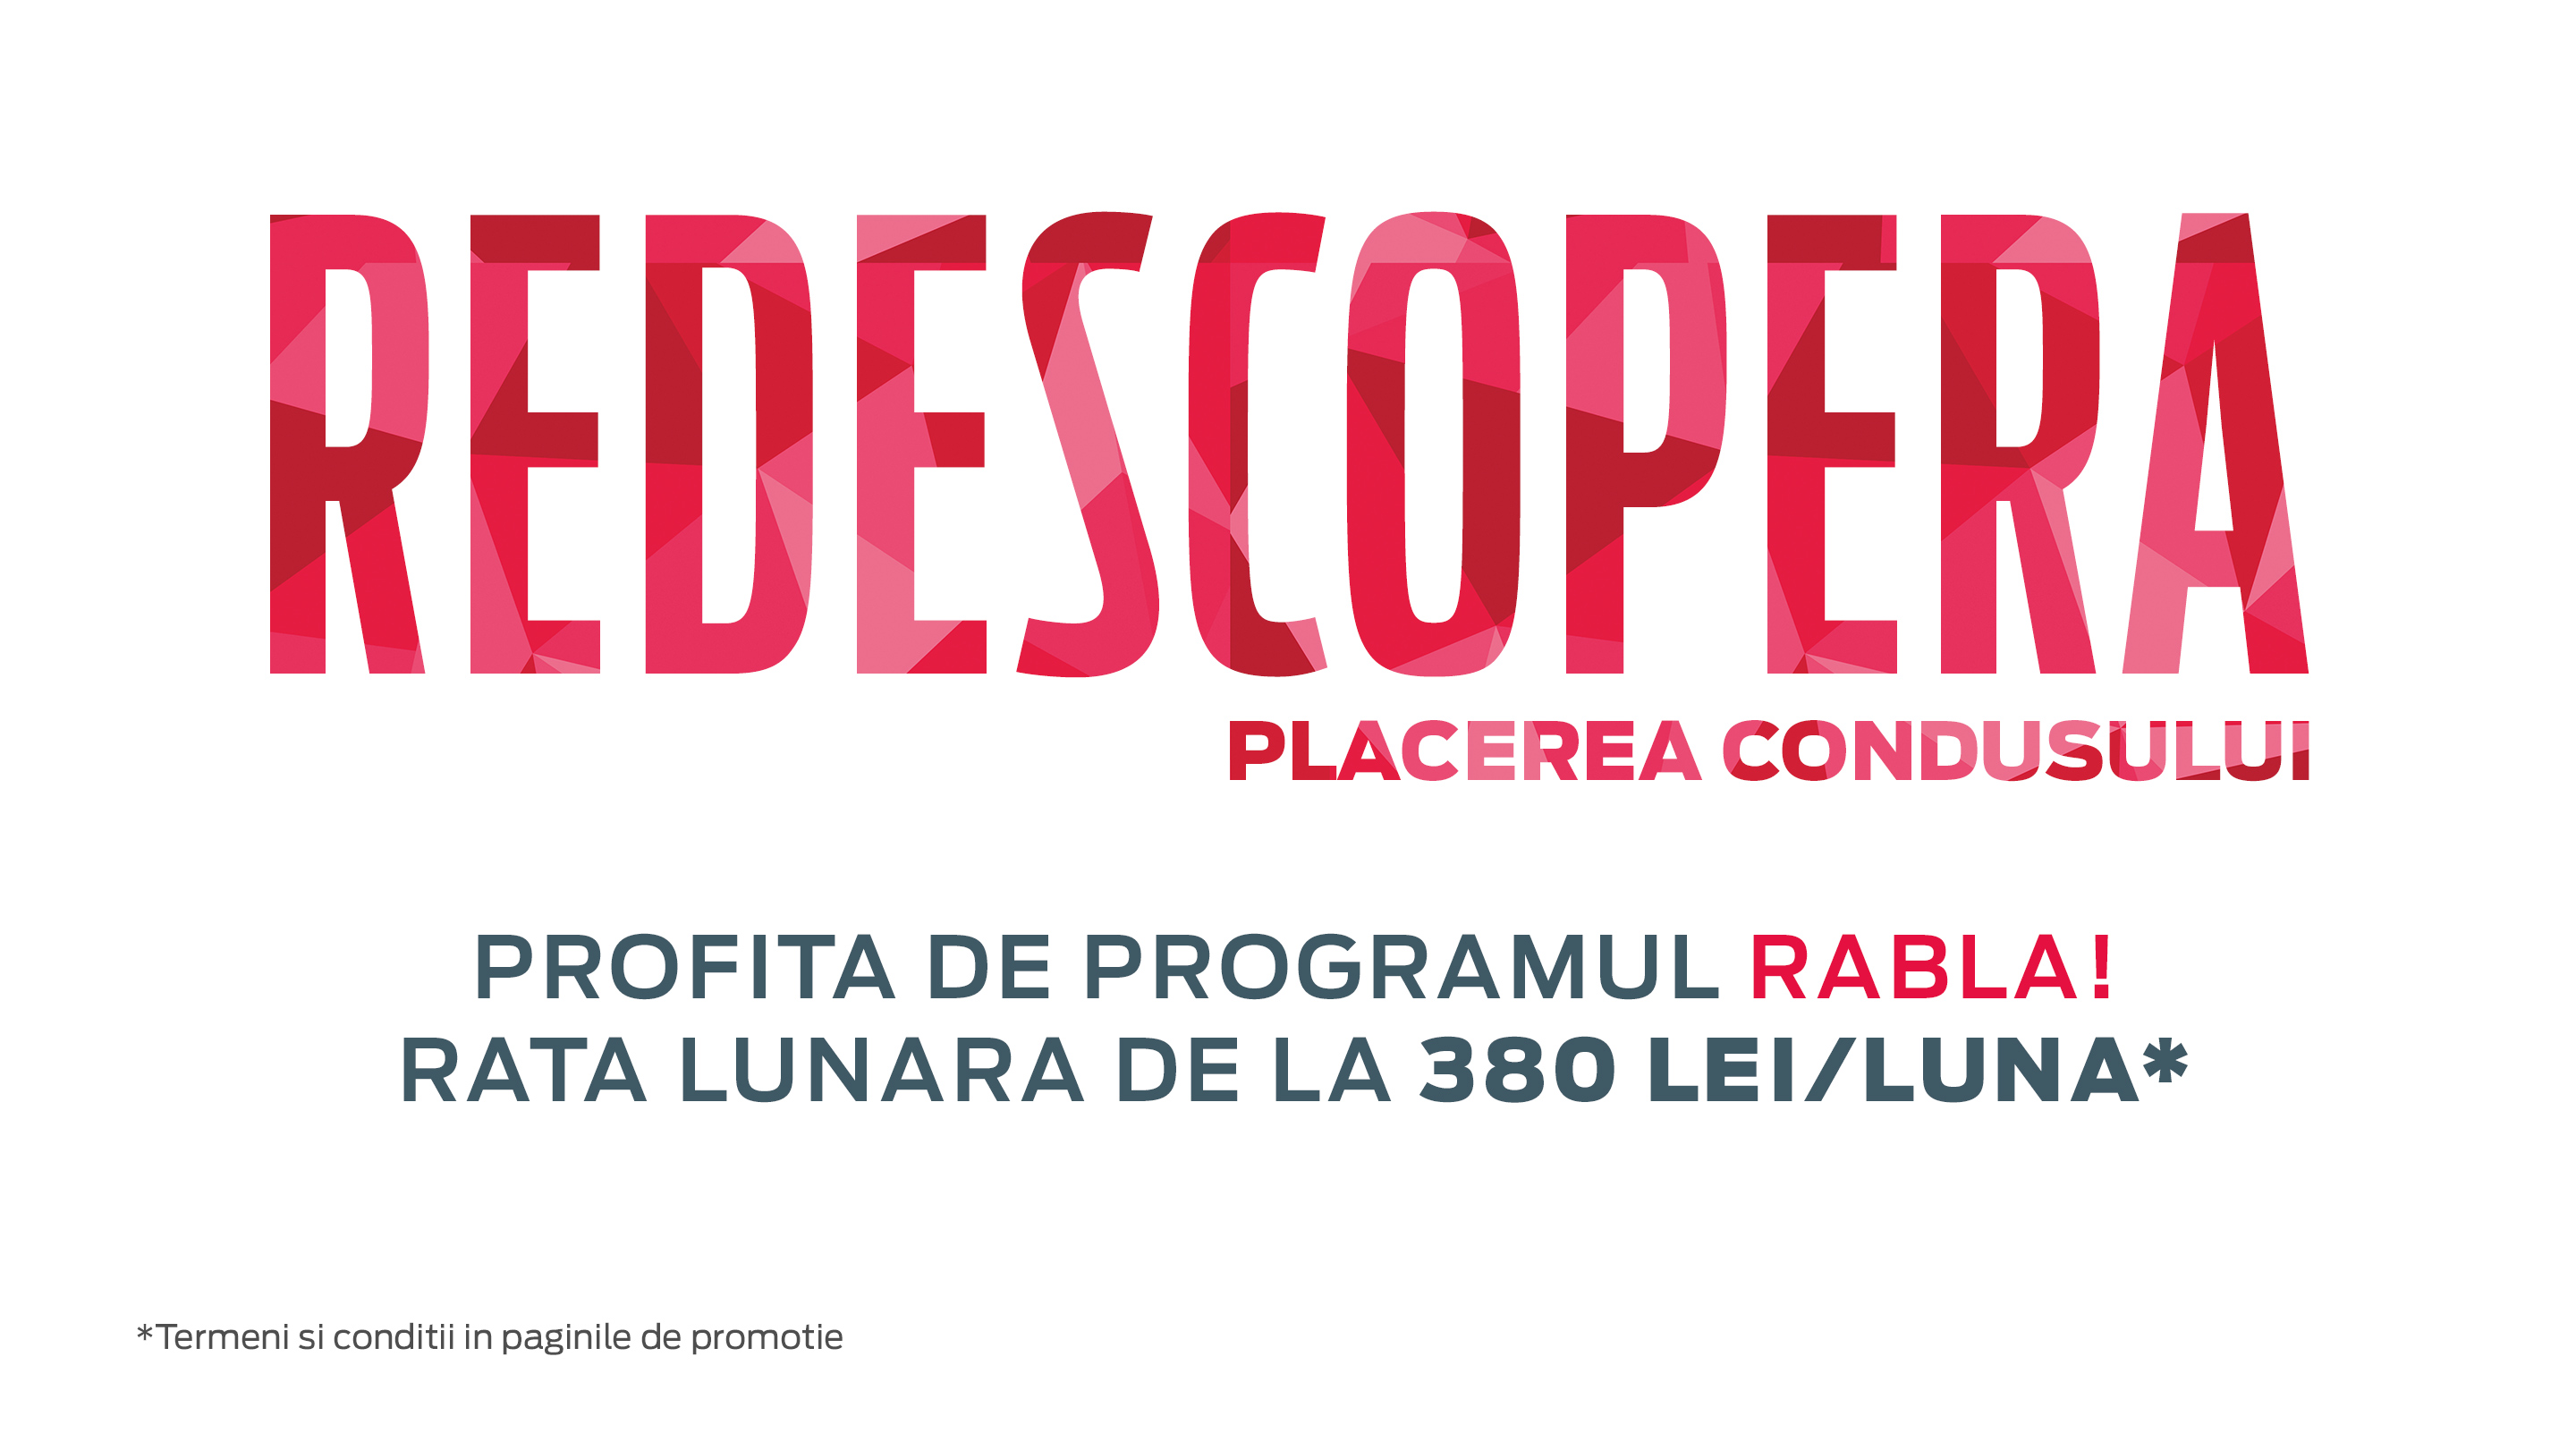 REDESCOPERA
PLACEREA CONDUSULUI
PROFITA DE PROGRAMUL RABLA!
RATA LUNARA DE LA 380 LEI/LUNA*
*Termeni si conditii in paginile de promotie